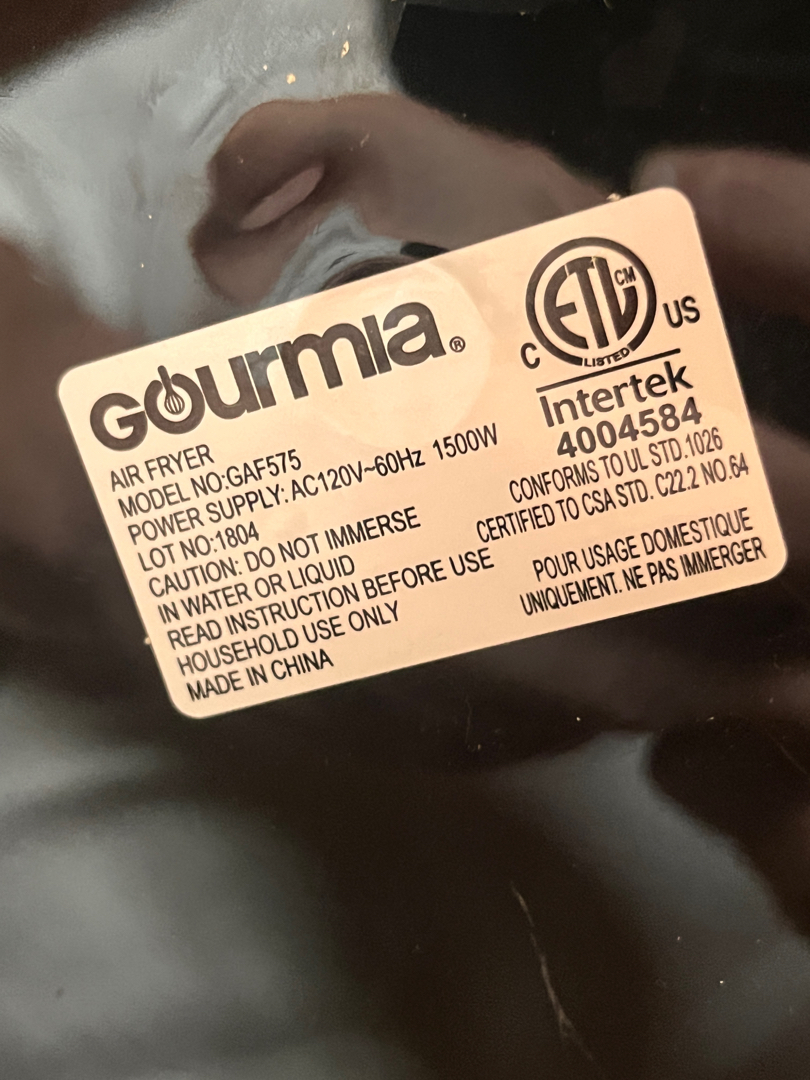 GOURMIA®
AIR FRYER
MODEL NO:GAF575
POWER SUPPLY: AC120V~60Hz 1500W
LOT NO:1804
CAUTION: DO NOT IMMERSE
IN WATER OR LIQUID
READ INSTRUCTION BEFORE USE
HOUSEHOLD USE ONLY
MADE IN CHINA
ETL CM
LISTED
C US
Intertek
4004584
CONFORMS TO UL STD.1026
CERTIFIED TO CSA STD. C22.2 NO.64
POUR USAGE DOMESTIQUE
UNIQUEMENT. NE PAS IMMERGER